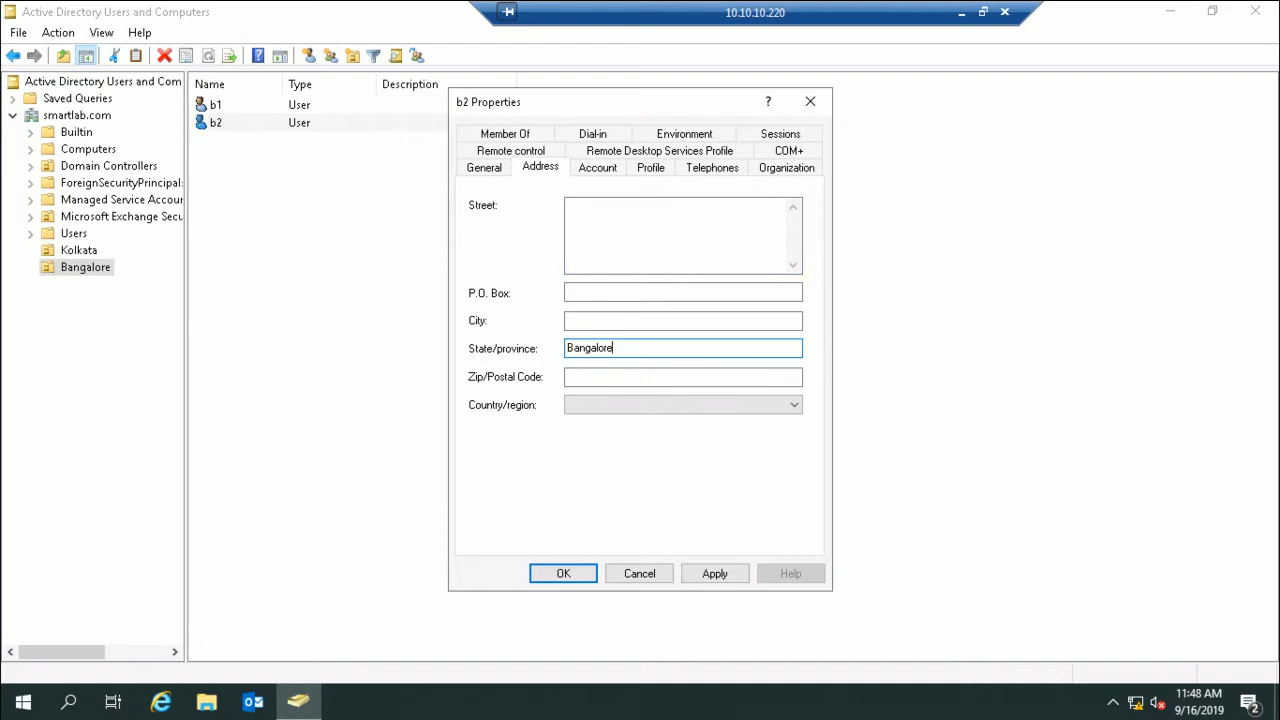 Active Directory Users and Computers
10.10.10.220
File Action View Help
Active Directory Users and Com
Saved Queries
smartlab.com
Builtin
Computers
Domain Controllers
ForeignSecurityPrincipal:
Managed Service Accour
Microsoft Exchange Secu
Users
Kolkata
Bangalore
Name Type Description
b1 User
b2 User
b2 Properties
Member Of Dial-in Environment Sessions
Remote control Remote Desktop Services Profile COM+
General Address Account Profile Telephones Organization
Street:
P.O. Box:
City:
State/province: Bangalore
Zip/Postal Code:
Country/region:
OK Cancel Apply Help
11:48 AM
9/16/2019
2